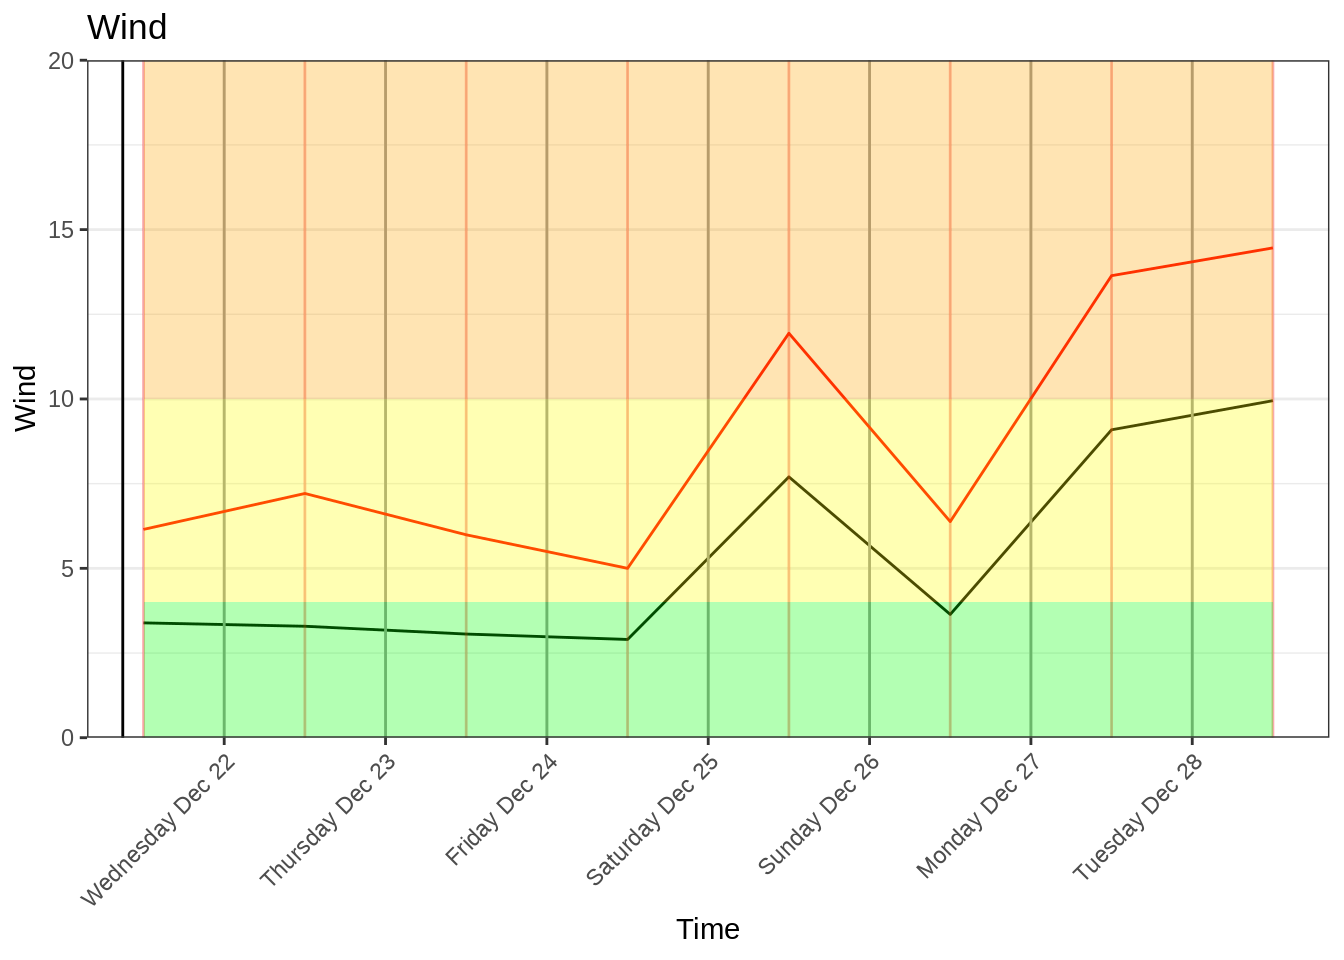 Wind
Wind
20
15
10
5
0
Wednesday Dec 22
Thursday Dec 23
Friday Dec 24
Saturday Dec 25
Sunday Dec 26
Monday Dec 27
Tuesday Dec 28
Time